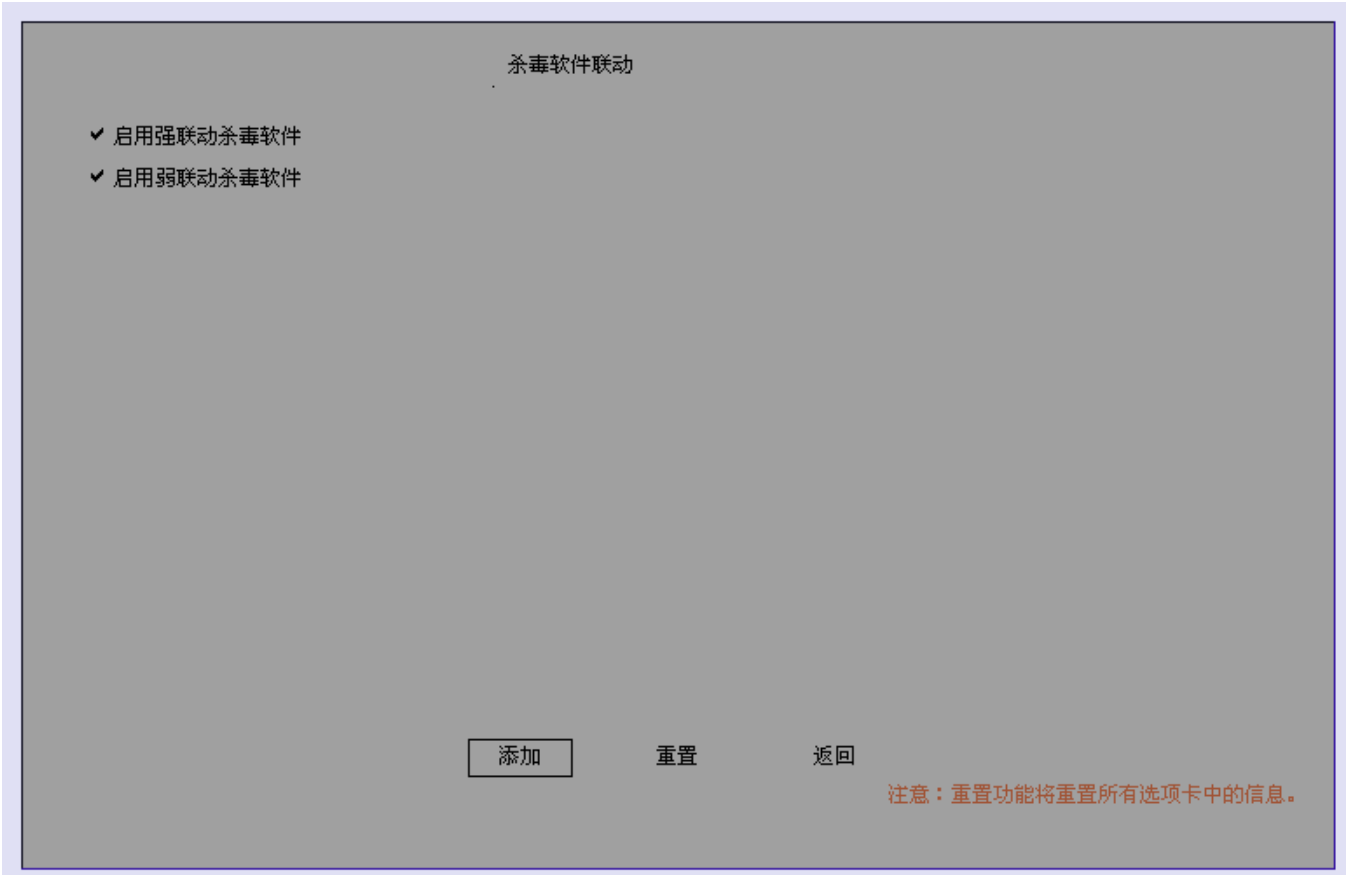 杀毒软件联动
启用强联动杀毒软件
启用弱联动杀毒软件
添加 重置 返回
注意：重置功能将重置所有选项卡中的信息。